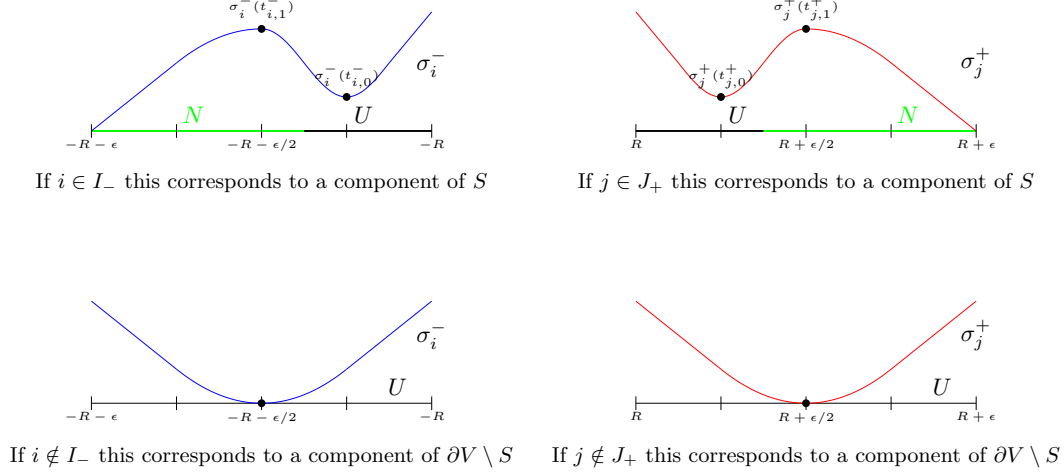 σ_i^-(t_{i,1}^-)
σ_i^-(t_{i,0}^-)
σ_i^-
N
U
−R − ϵ
−R − ϵ/2
−R
If i ∈ I_− this corresponds to a component of S
σ_j^+(t_{j,1}^+)
σ_j^+(t_{j,0}^+)
σ_j^+
U
N
R
R + ϵ/2
R + ϵ
If j ∈ J_+ this corresponds to a component of S
σ_i^-
U
−R − ϵ
−R − ϵ/2
−R
If i ∉ I_− this corresponds to a component of ∂V \ S
σ_j^+
U
R
R + ϵ/2
R + ϵ
If j ∉ J_+ this corresponds to a component of ∂V \ S